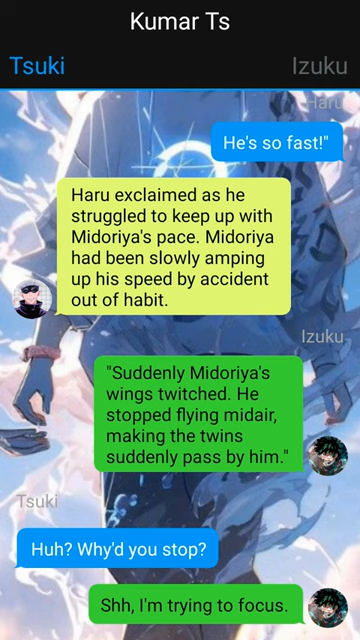 Kumar Ts
Tsuki
Izuku
Haru
He's so fast!"
Haru exclaimed as he
struggled to keep up with
Midoriya's pace. Midoriya
had been slowly amping
up his speed by accident
out of habit.
Izuku
"Suddenly Midoriya's
wings twitched. He
stopped flying midair,
making the twins
suddenly pass by him."
Tsuki
Huh? Why'd you stop?
Shh, I'm trying to focus.